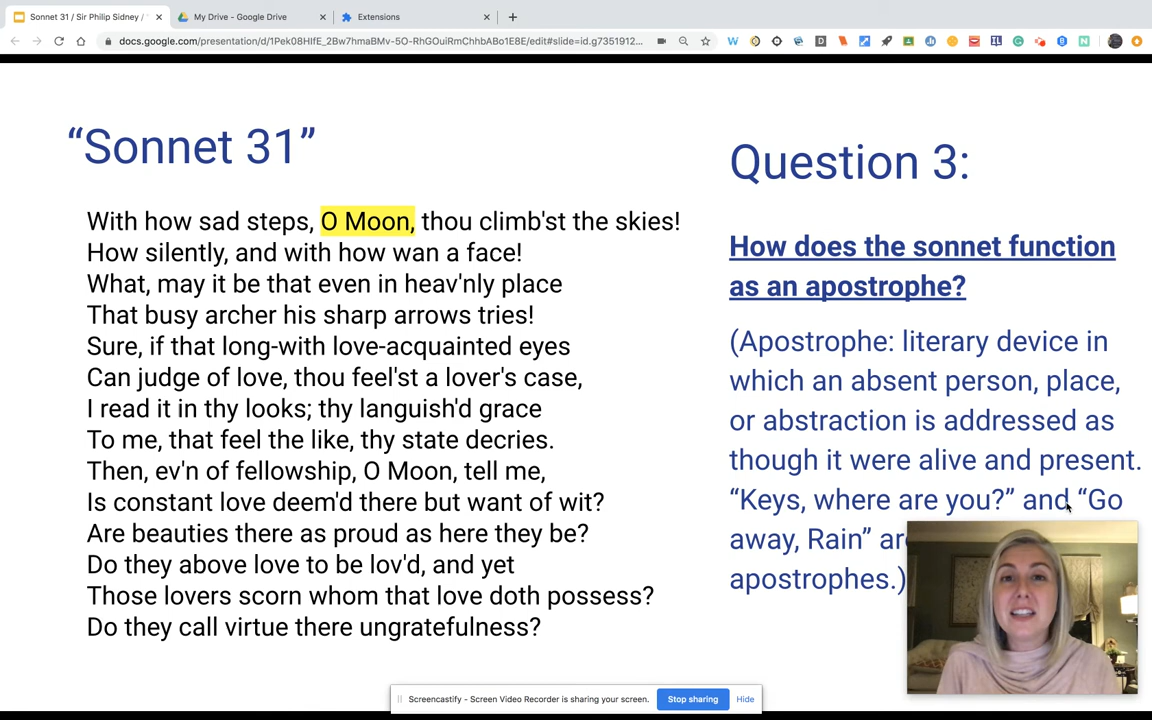 Sonnet 31 / Sir Philip Sidney /
My Drive - Google Drive
Extensions
docs.google.com/presentation/d/1Pek08HIfE_2Bw7hmaBMv-5O-RhGOuiRmChhbABo1E8E/edit#slide=id.g7351912...
“Sonnet 31”
With how sad steps, O Moon, thou climb'st the skies!
How silently, and with how wan a face!
What, may it be that even in heav'nly place
That busy archer his sharp arrows tries!
Sure, if that long-with love-acquainted eyes
Can judge of love, thou feel'st a lover's case,
I read it in thy looks; thy languish'd grace
To me, that feel the like, thy state decries.
Then, ev'n of fellowship, O Moon, tell me,
Is constant love deem'd there but want of wit?
Are beauties there as proud as here they be?
Do they above love to be lov'd, and yet
Those lovers scorn whom that love doth possess?
Do they call virtue there ungratefulness?
Question 3:
How does the sonnet function
as an apostrophe?
(Apostrophe: literary device in
which an absent person, place,
or abstraction is addressed as
though it were alive and present.
“Keys, where are you?” and “Go
away, Rain”
apostrophes.)
Screencastify - Screen Video Recorder is sharing your screen.
Stop sharing
Hide